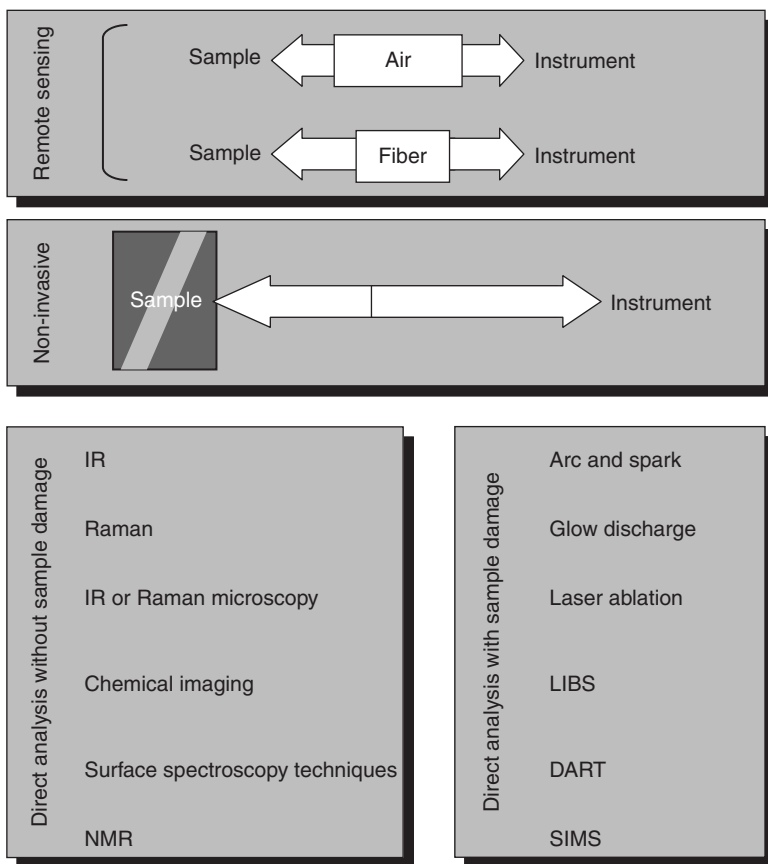 Remote sensing
Sample
Air
Instrument
Sample
Fiber
Instrument
Non-invasive
Sample
Instrument
Direct analysis without sample damage
IR
Raman
IR or Raman microscopy
Chemical imaging
Surface spectroscopy techniques
NMR
Direct analysis with sample damage
Arc and spark
Glow discharge
Laser ablation
LIBS
DART
SIMS